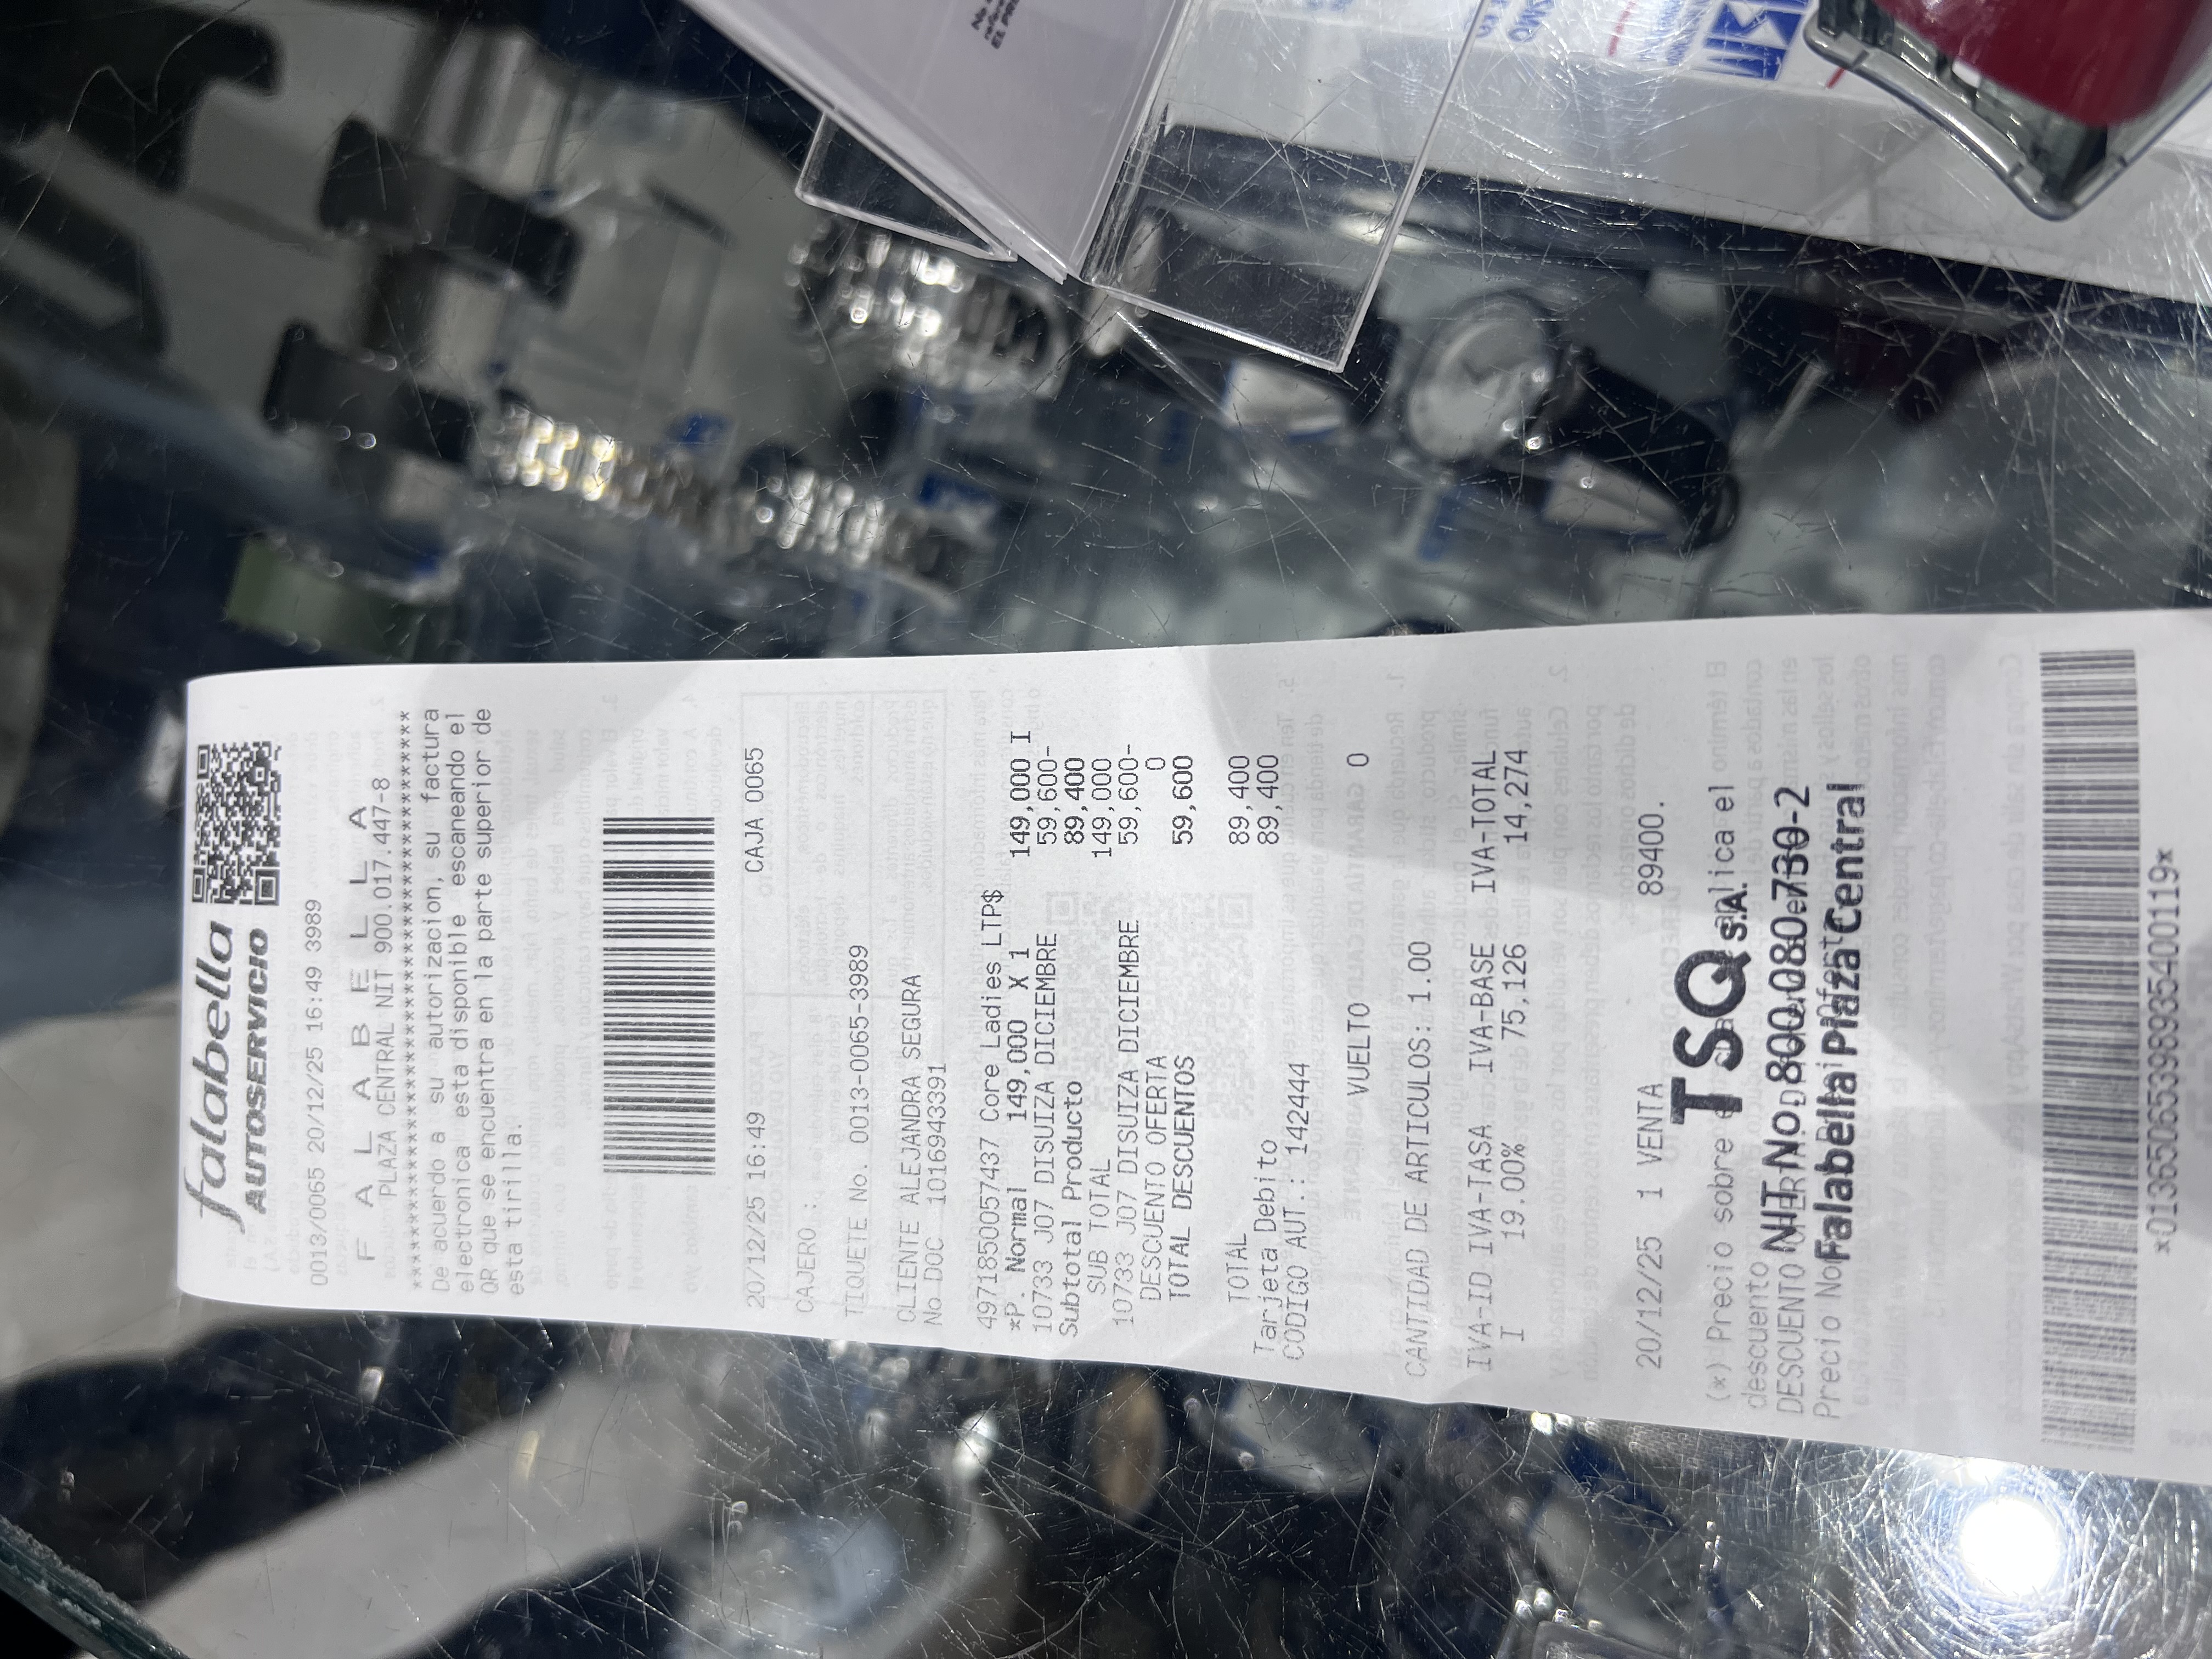 falabella
AUTOSERVICIO
0013/0065 20/12/25 16:49 3989
F A L A B E L L A
PLAZA CENTRAL NIT 900.017.447-8
****************************************
De acuerdo a su autorizacion, su factura
electronica esta disponible escaneando el
QR que se encuentra en la parte superior de
esta tirilla.
20/12/25 16:49 CAJA 0065
CAJERO :
TIQUETE No. 0013-0065-3989
CLIENTE ALEJANDRA SEGURA
No DOC 1016943391
4971850057437 Core Ladies LTP$
*P. Normal 149,000 X 1 149,000 I
10733 J07 DISUIZA DICIEMBRE 59,600-
Subtotal Producto 89,400
SUB TOTAL 149,000
10733 J07 DISUIZA DICIEMBRE 59,600-
DESCUENTO OFERTA 0
TOTAL DESCUENTOS 59,600
TOTAL 89,400
Tarjeta Debito 89,400
CODIGO AUT.: 142444
VUELTO 0
CANTIDAD DE ARTICULOS: 1.00
IVA-ID IVA-TASA IVA-BASE IVA-TOTAL
I 19.00% 75,126 14,274
20/12/25 1 VENTA 89400.
(*) Precio sobre el
TSQ S.A.
descuento
NIT No. 800.080.730-2
DESCUENTO
Falabella Plaza Central
Precio
*013650653989354001​19*